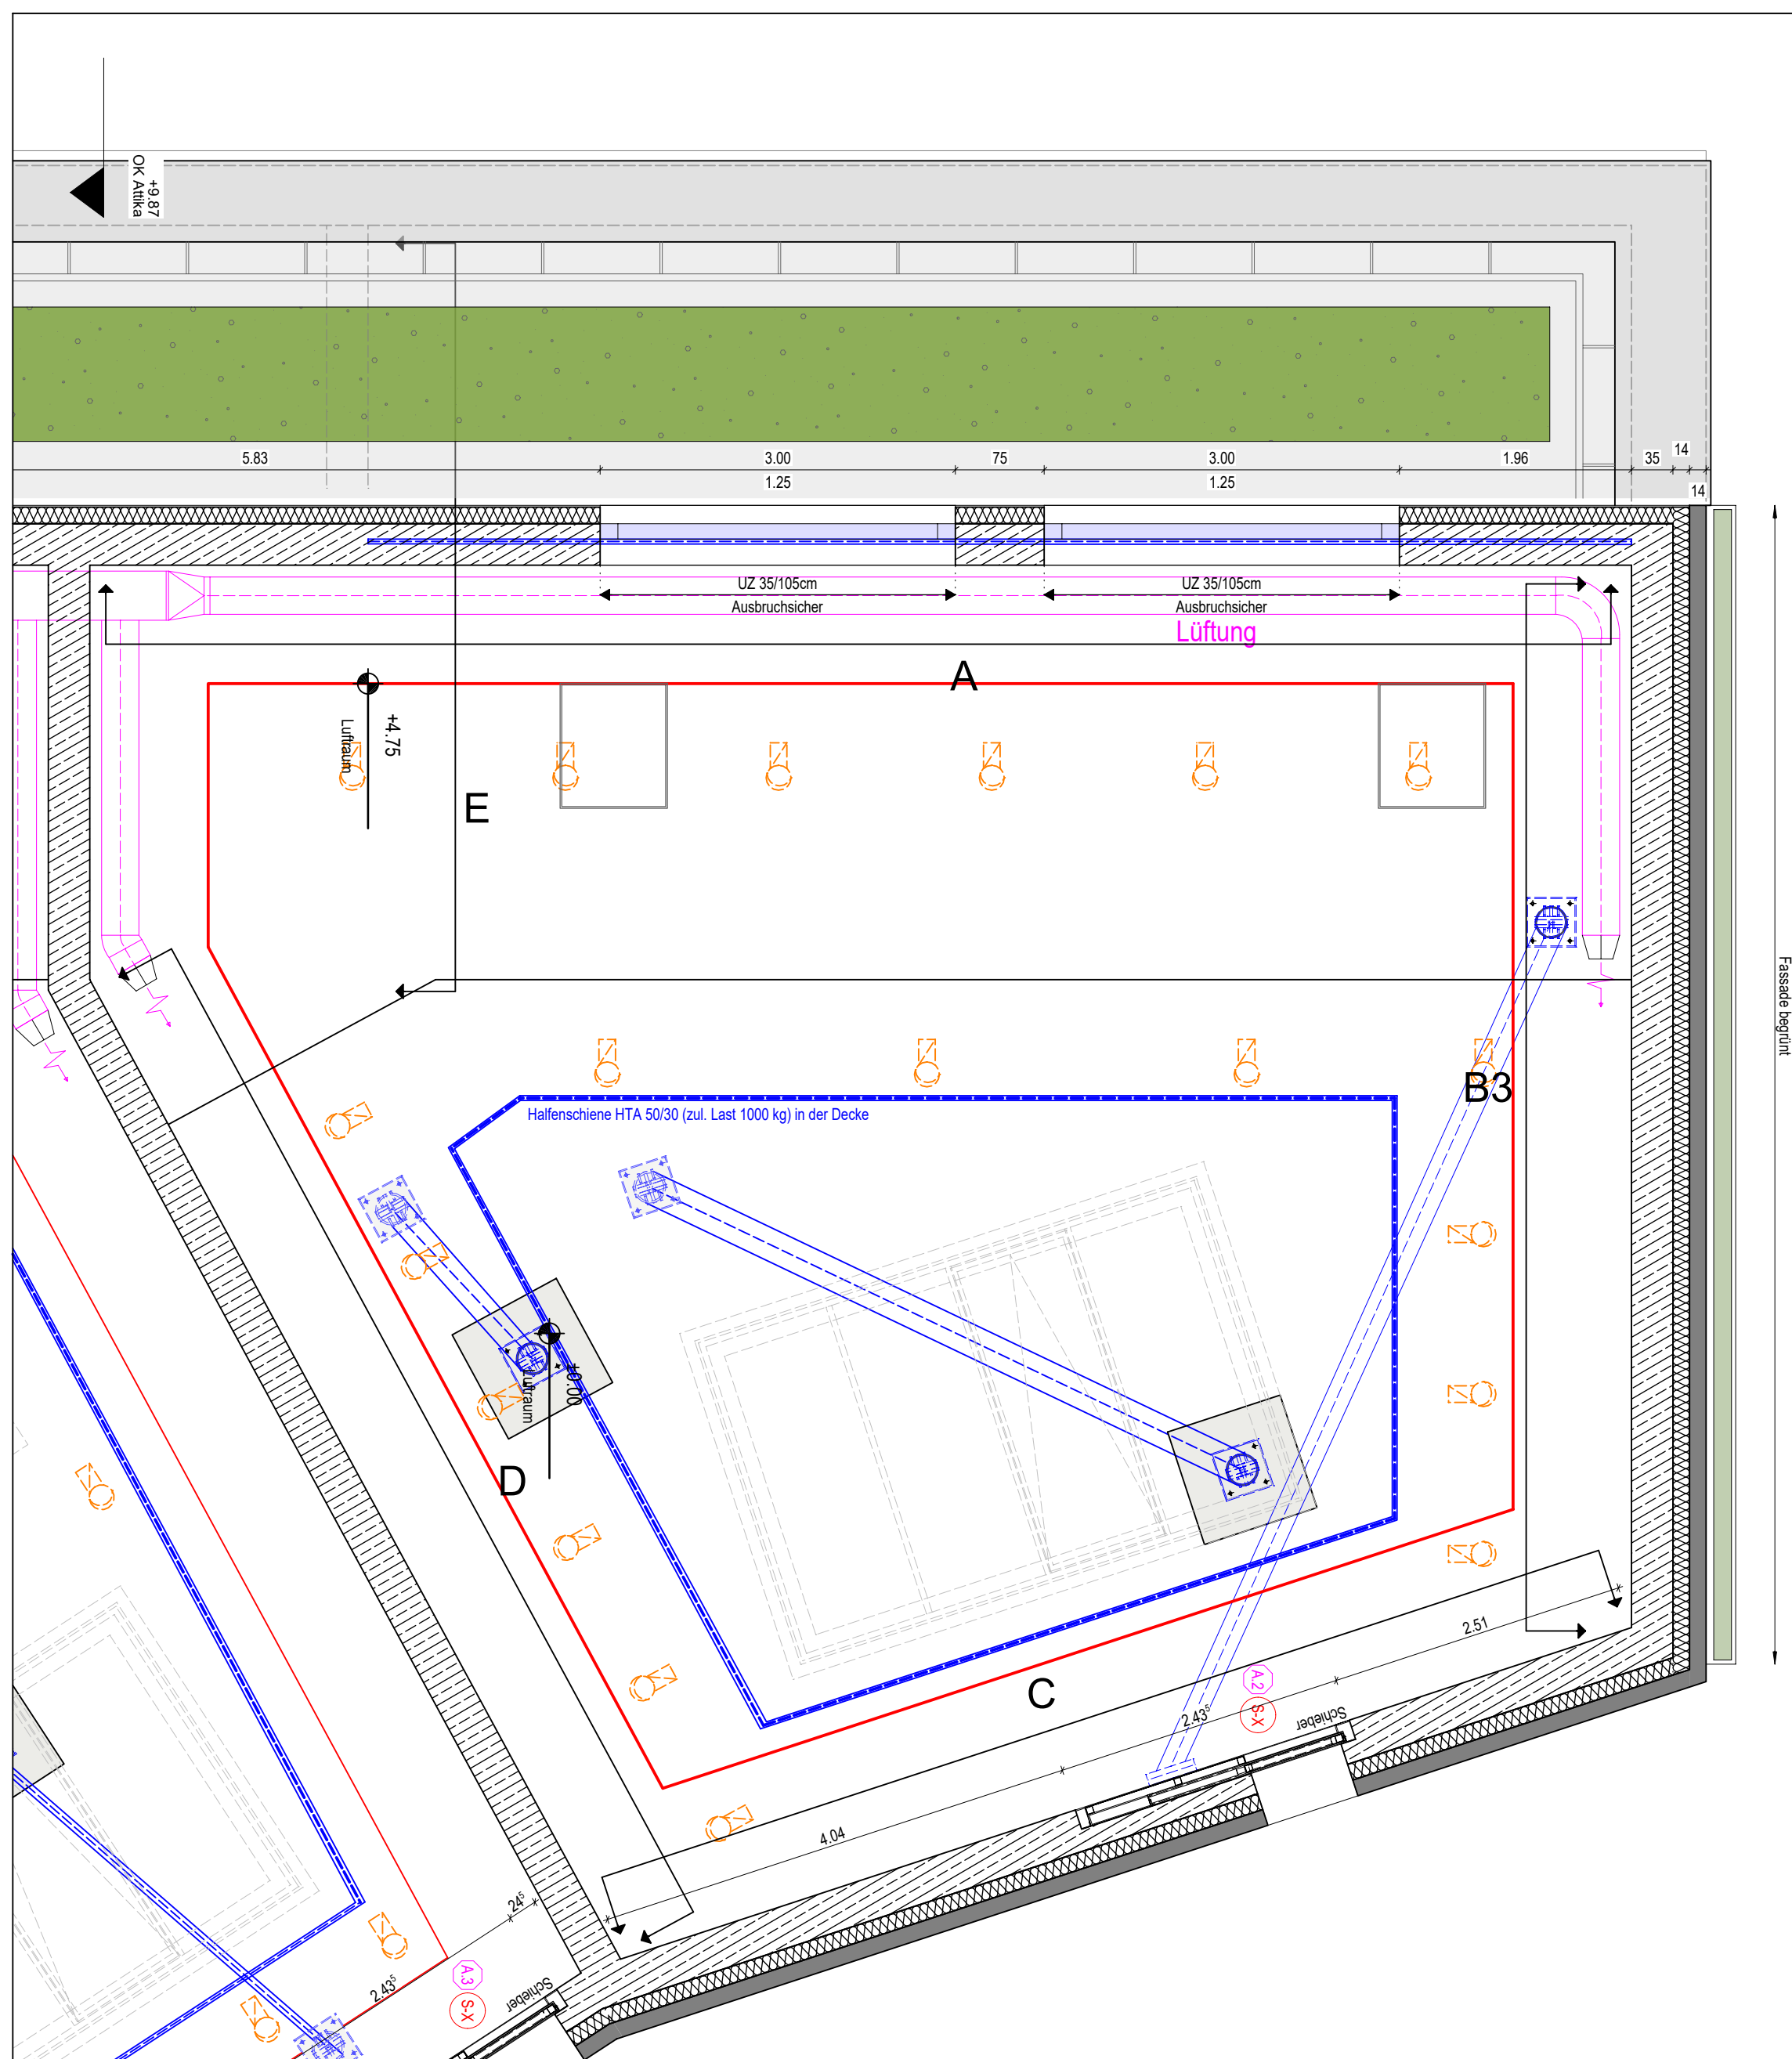 +9.87
OK Attika
5.83
3.00
75
3.00
1.96
35
14
1.25
1.25
14
UZ 35/105cm
UZ 35/105cm
Ausbruchsicher
Ausbruchsicher
Lüftung
A
+4.75
Luftraum
E
Fassade begrünt
B3
Halfenschiene HTA 50/30 (zul. Last 1000 kg) in der Decke
±0.00
Luftraum
D
2.51
C
A.2
S-X
2.43⁵
Schieber
4.04
24⁵
A.3
S-X
Schieber
2.43⁵